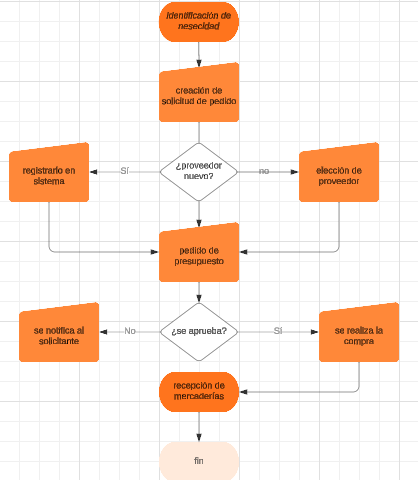 Identificación de
nesecidad
creación de
solicitud de pedido
¿proveedor
nuevo?
Sí
no
registrarlo en
sistema
elección de
proveedor
pedido de
presupuesto
¿se aprueba?
No
Sí
se notifica al
solicitante
se realiza la
compra
recepción de
mercaderías
fin